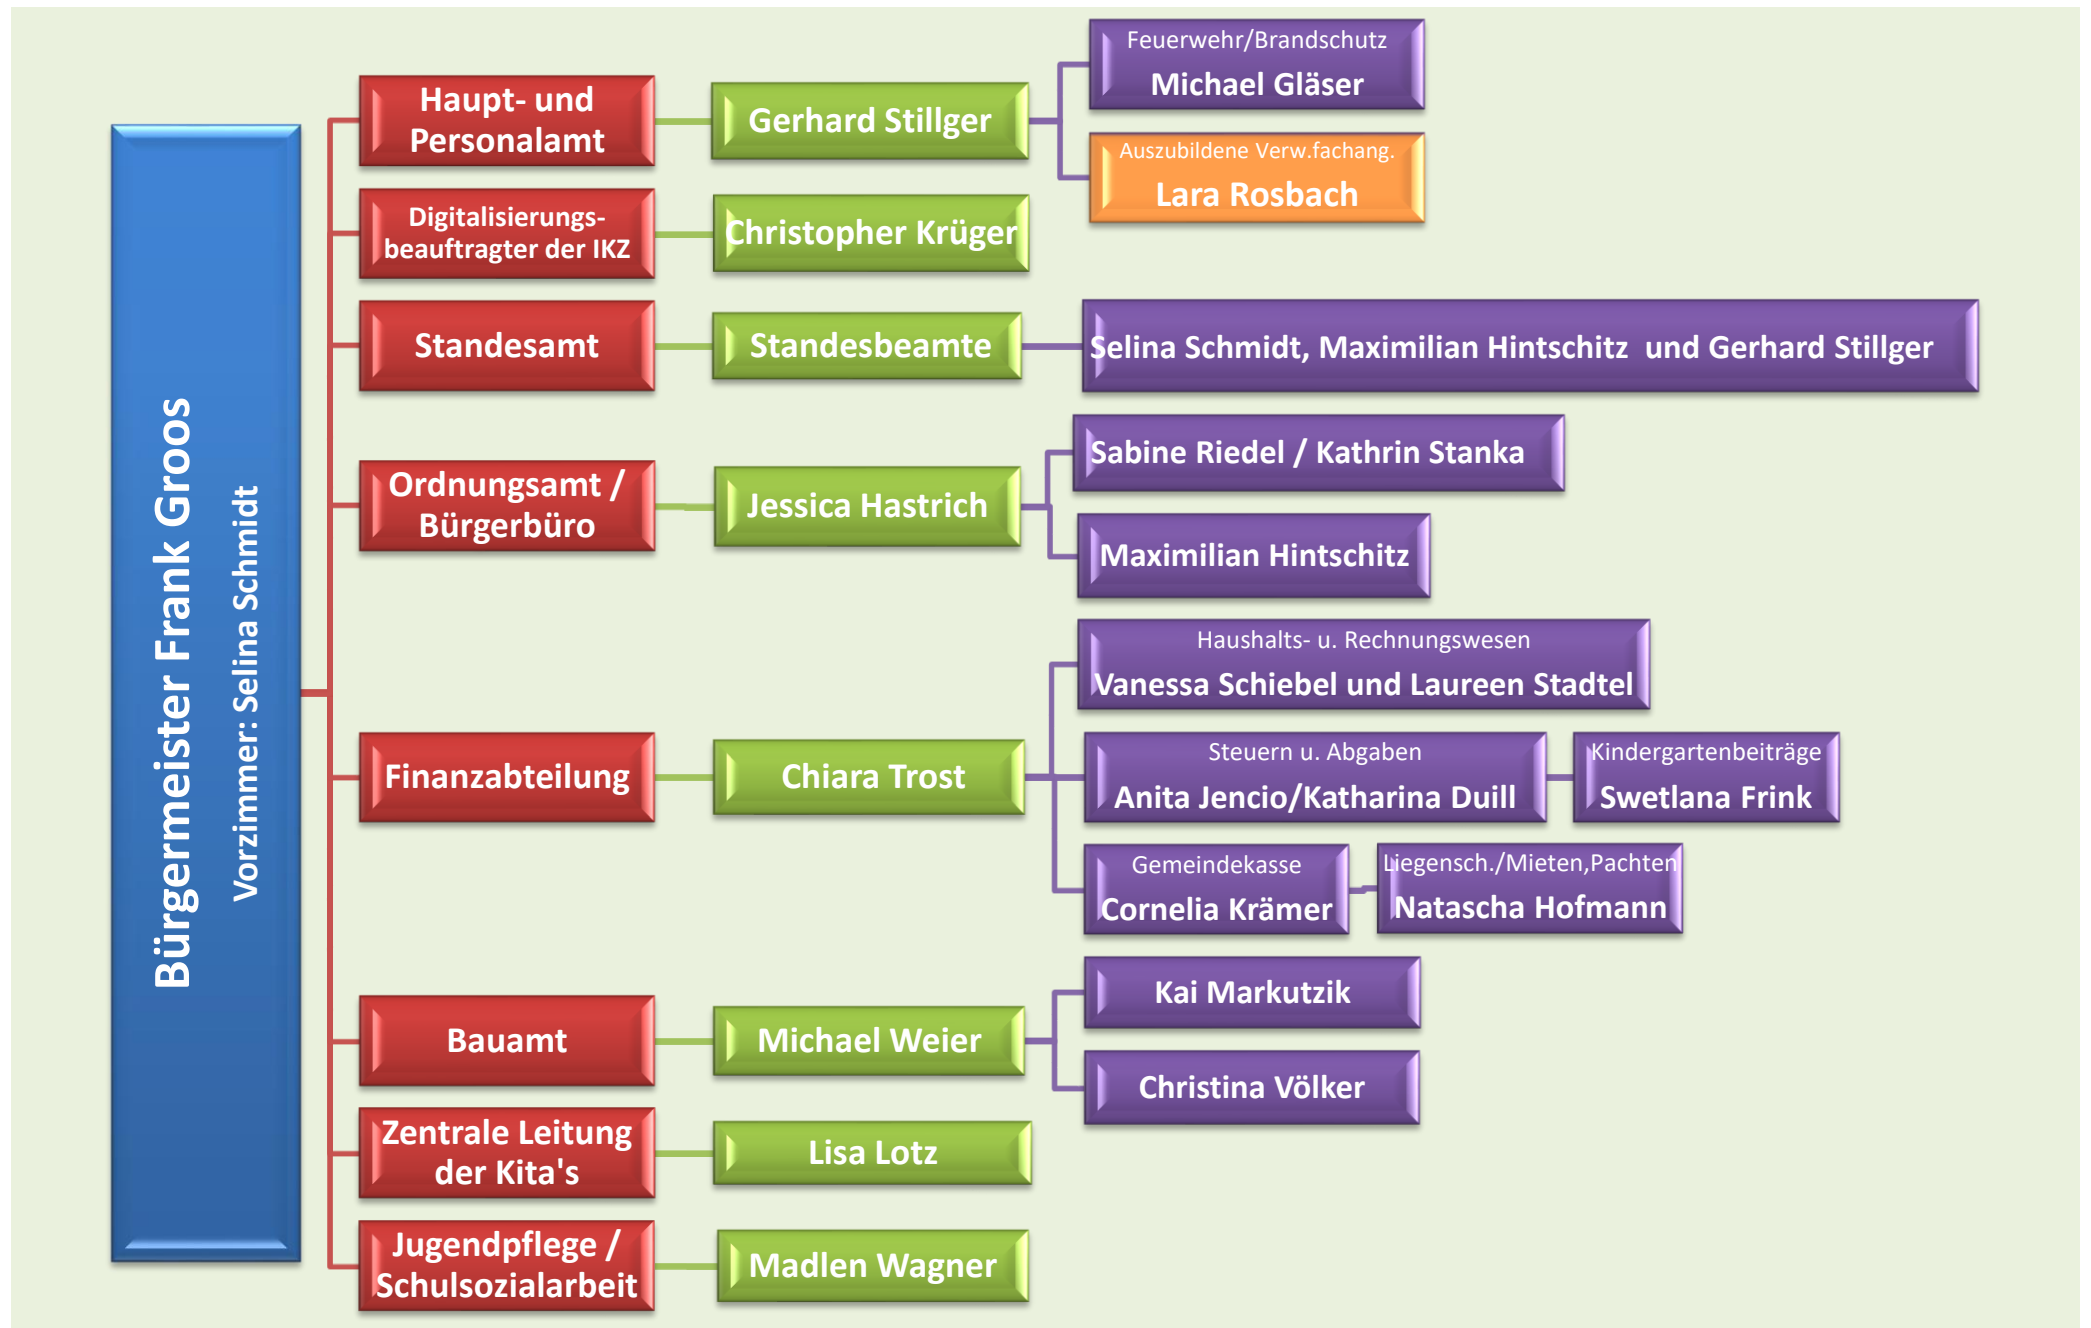 Bürgermeister Frank Groos
Vorzimmer: Selina Schmidt
Haupt- und
Personalamt
Gerhard Stillger
Feuerwehr/Brandschutz
Michael Gläser
Auszubildene Verw.fachang.
Lara Rosbach
Digitalisierungs-
beauftragter der IKZ
Christopher Krüger
Standesamt
Standesbeamte
Selina Schmidt, Maximilian Hintschitz  und Gerhard Stillger
Ordnungsamt /
Bürgerbüro
Jessica Hastrich
Sabine Riedel / Kathrin Stanka
Maximilian Hintschitz
Finanzabteilung
Chiara Trost
Haushalts- u. Rechnungswesen
Vanessa Schiebel und Laureen Stadtel
Steuern u. Abgaben
Anita Jencio/Katharina Duill
Kindergartenbeiträge
Swetlana Frink
Gemeindekasse
Cornelia Krämer
Liegensch./Mieten,Pachten
Natascha Hofmann
Bauamt
Michael Weier
Kai Markutzik
Christina Völker
Zentrale Leitung
der Kita's
Lisa Lotz
Jugendpflege /
Schulsozialarbeit
Madlen Wagner